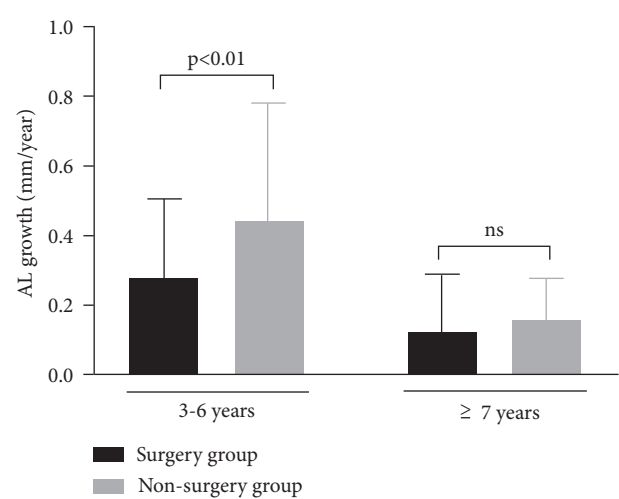 1.0
p<0.01
0.8
0.6
AL growth (mm/year)
0.4
ns
0.2
0.0
3-6 years
≥ 7 years
Surgery group
Non-surgery group